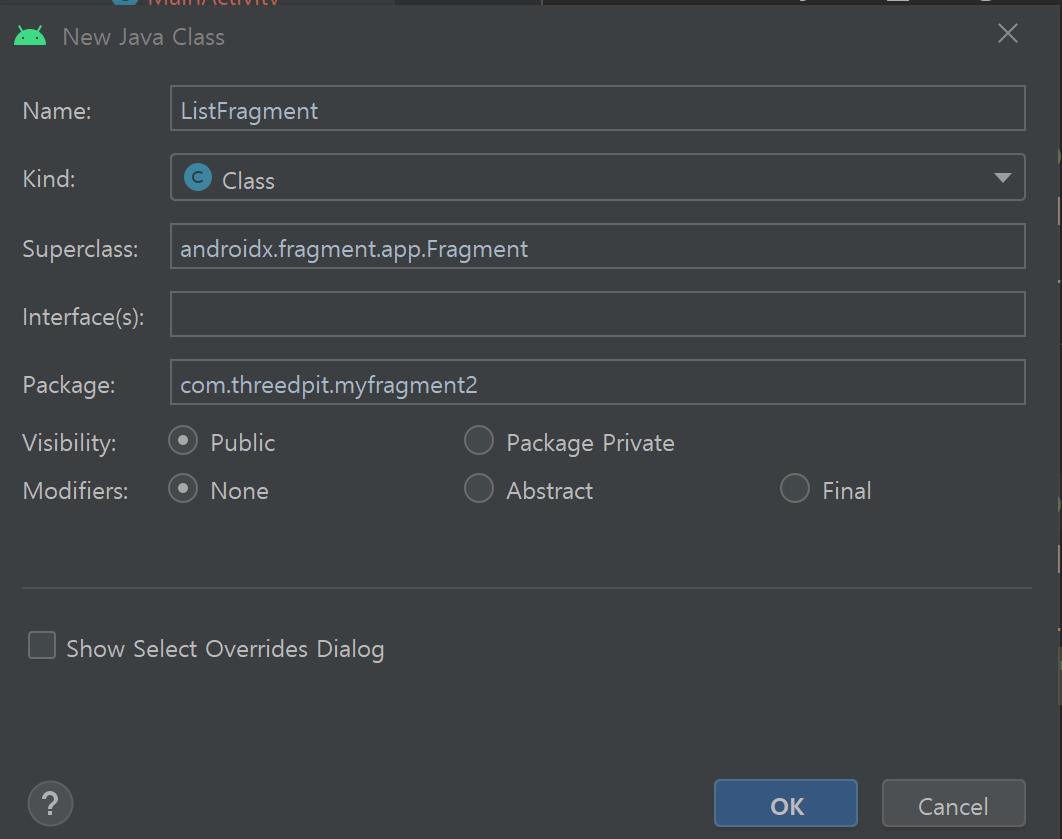 MainActivity
New Java Class
Name: ListFragment
Kind: C Class
Superclass: androidx.fragment.app.Fragment
Interface(s):
Package: com.threedpit.myfragment2
Visibility: Public Package Private
Modifiers: None Abstract Final
Show Select Overrides Dialog
? OK Cancel